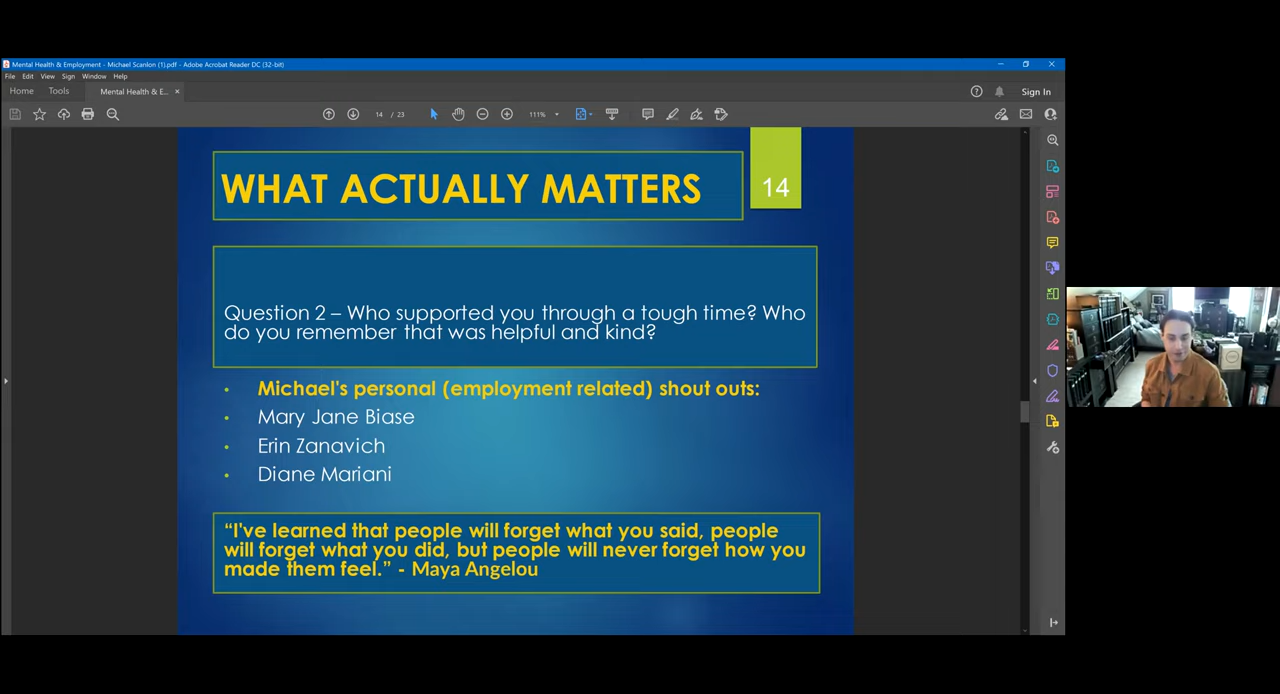 Mental Health & Employment - Michael Scanlon (1).pdf - Adobe Acrobat Reader DC (32-bit)
File Edit View Sign Window Help
Home Tools Mental Health & E... × Sign In
14 / 23 111%
WHAT ACTUALLY MATTERS
14
Question 2 – Who supported you through a tough time? Who
do you remember that was helpful and kind?
• Michael's personal (employment related) shout outs:
• Mary Jane Biase
• Erin Zanavich
• Diane Mariani
“I've learned that people will forget what you said, people
will forget what you did, but people will never forget how you
made them feel.” - Maya Angelou